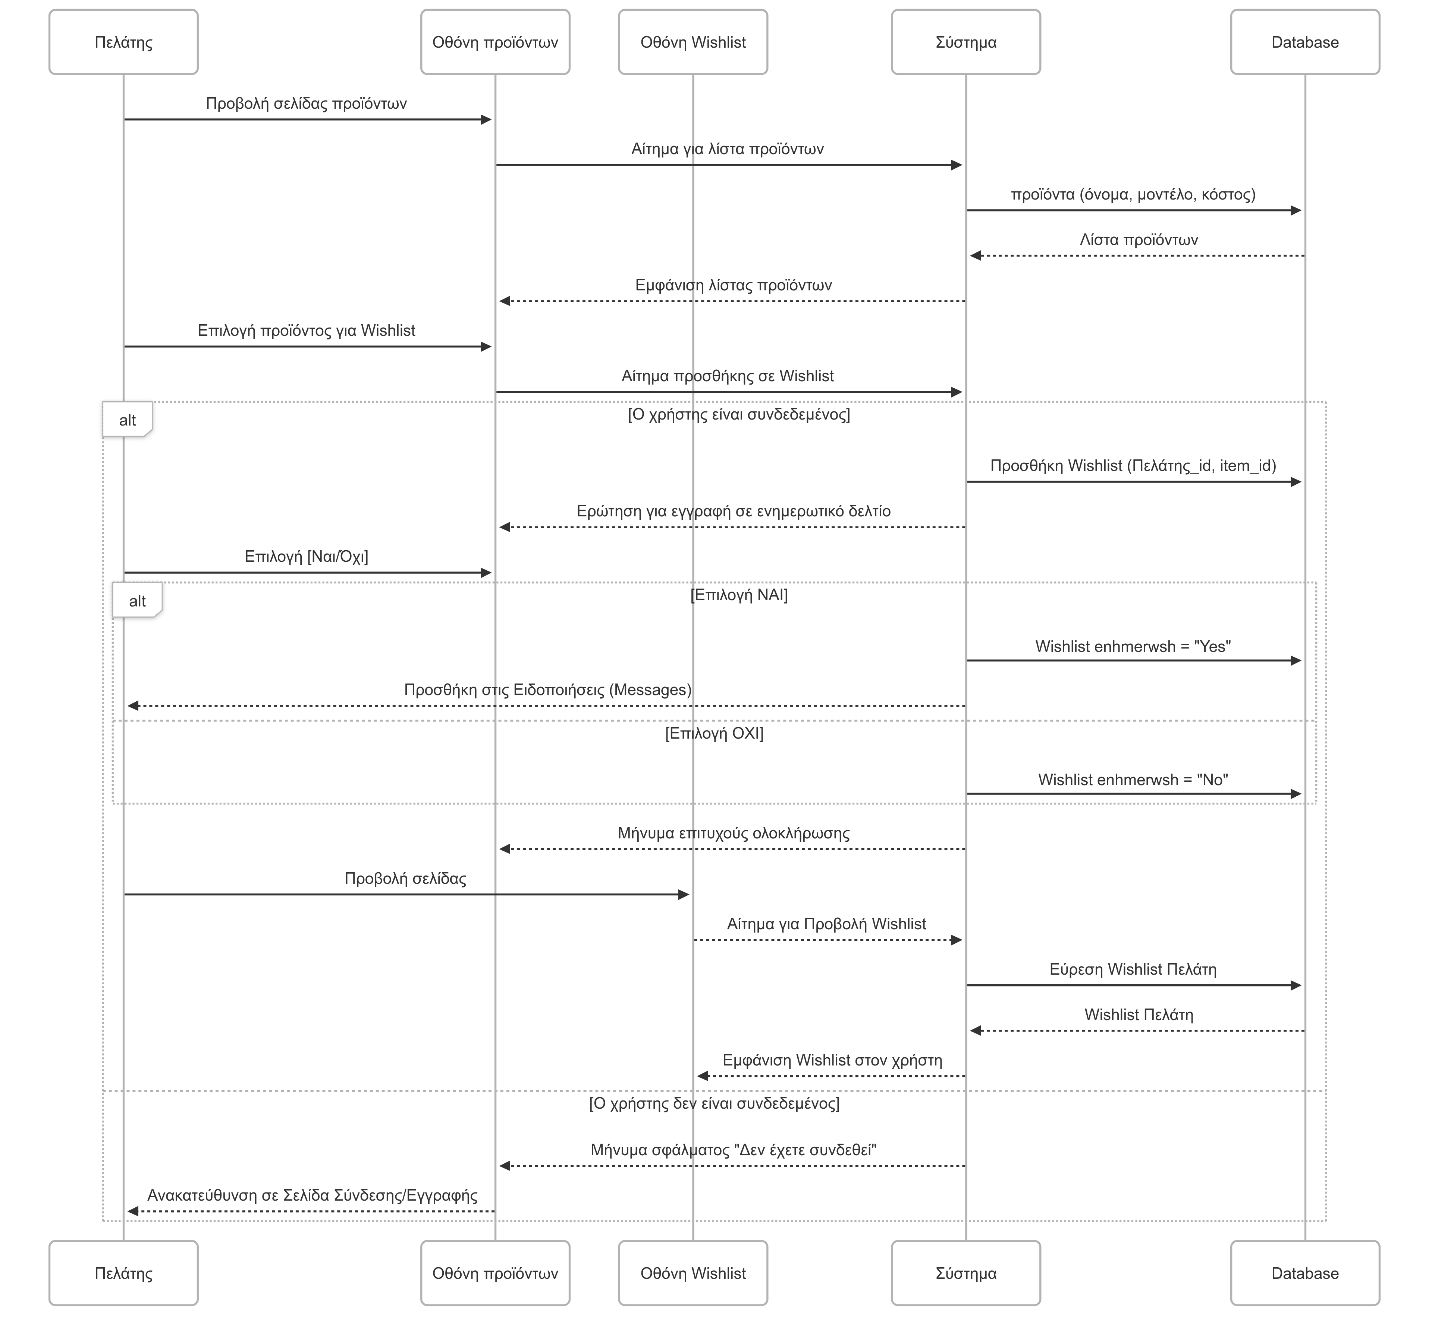 Πελάτης
Οθόνη προϊόντων
Οθόνη Wishlist
Σύστημα
Database
Προβολή σελίδας προϊόντων
Αίτημα για λίστα προϊόντων
προϊόντα (όνομα, μοντέλο, κόστος)
Λίστα προϊόντων
Εμφάνιση λίστας προϊόντων
Επιλογή προϊόντος για Wishlist
Αίτημα προσθήκης σε Wishlist
alt
[Ο χρήστης είναι συνδεδεμένος]
Προσθήκη Wishlist (Πελάτης_id, item_id)
Ερώτηση για εγγραφή σε ενημερωτικό δελτίο
Επιλογή [Ναι/Όχι]
alt
[Επιλογή ΝΑΙ]
Wishlist enhmerwsh = "Yes"
Προσθήκη στις Ειδοποιήσεις (Messages)
[Επιλογή ΟΧΙ]
Wishlist enhmerwsh = "No"
Μήνυμα επιτυχούς ολοκλήρωσης
Προβολή σελίδας
Αίτημα για Προβολή Wishlist
Εύρεση Wishlist Πελάτη
Wishlist Πελάτη
Εμφάνιση Wishlist στον χρήστη
[Ο χρήστης δεν είναι συνδεδεμένος]
Μήνυμα σφάλματος "Δεν έχετε συνδεθεί"
Ανακατεύθυνση σε Σελίδα Σύνδεσης/Εγγραφής
Πελάτης
Οθόνη προϊόντων
Οθόνη Wishlist
Σύστημα
Database